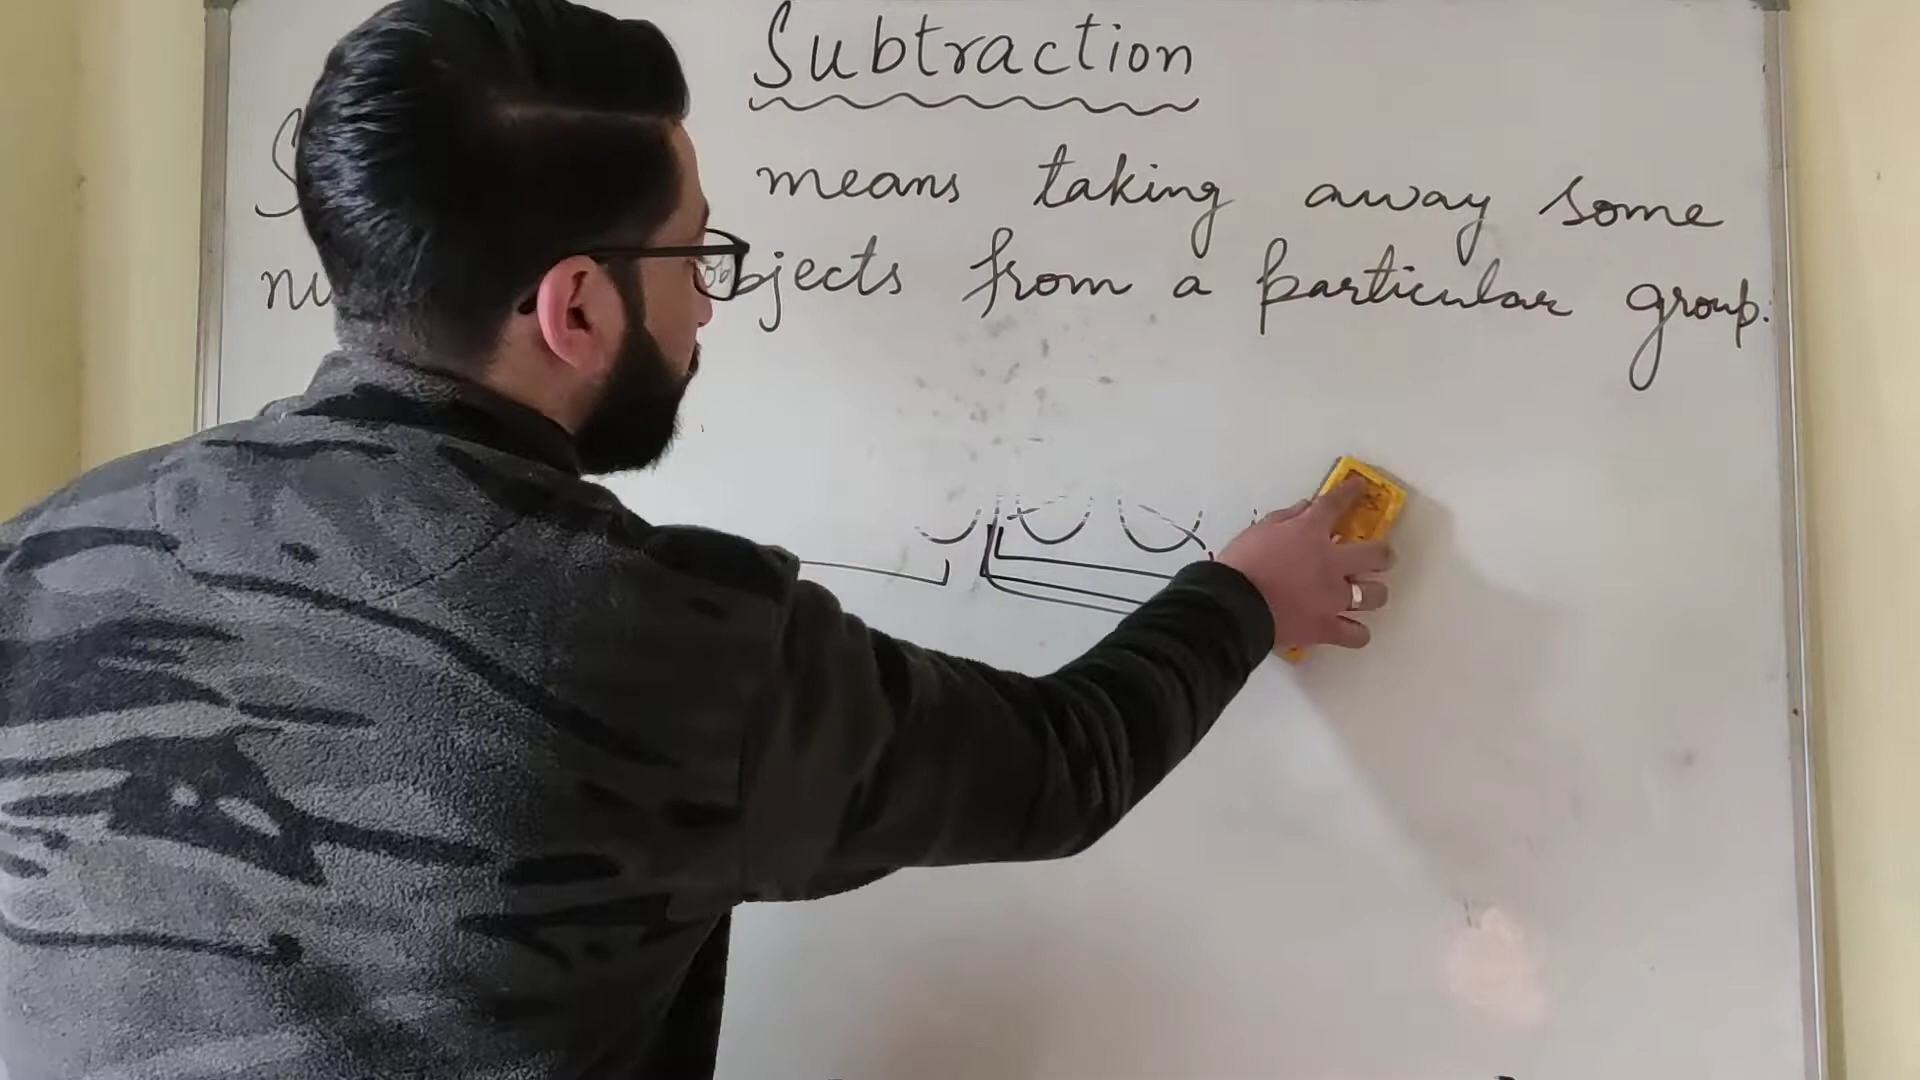 Subtraction
means taking away some
objects from a particular group.